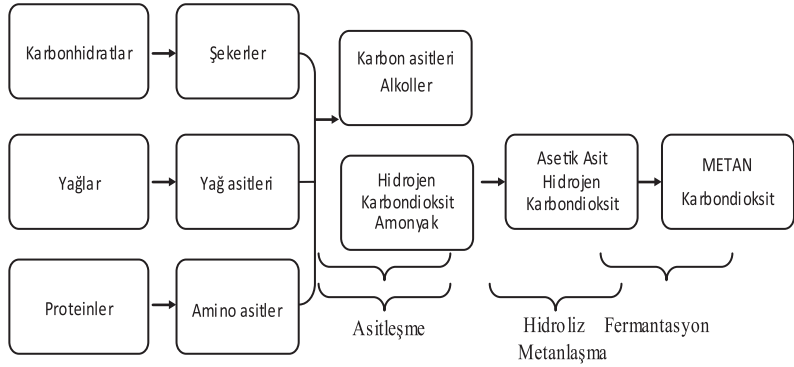 Karbonhidratlar
Şekerler
Karbon asitleri
Alkoller
Yağlar
Yağ asitleri
Hidrojen
Karbondioksit
Amonyak
Asetik Asit
Hidrojen
Karbondioksit
METAN
Karbondioksit
Proteinler
Amino asitler
Asitleşme
Hidroliz
Metanlaşma
Fermantasyon